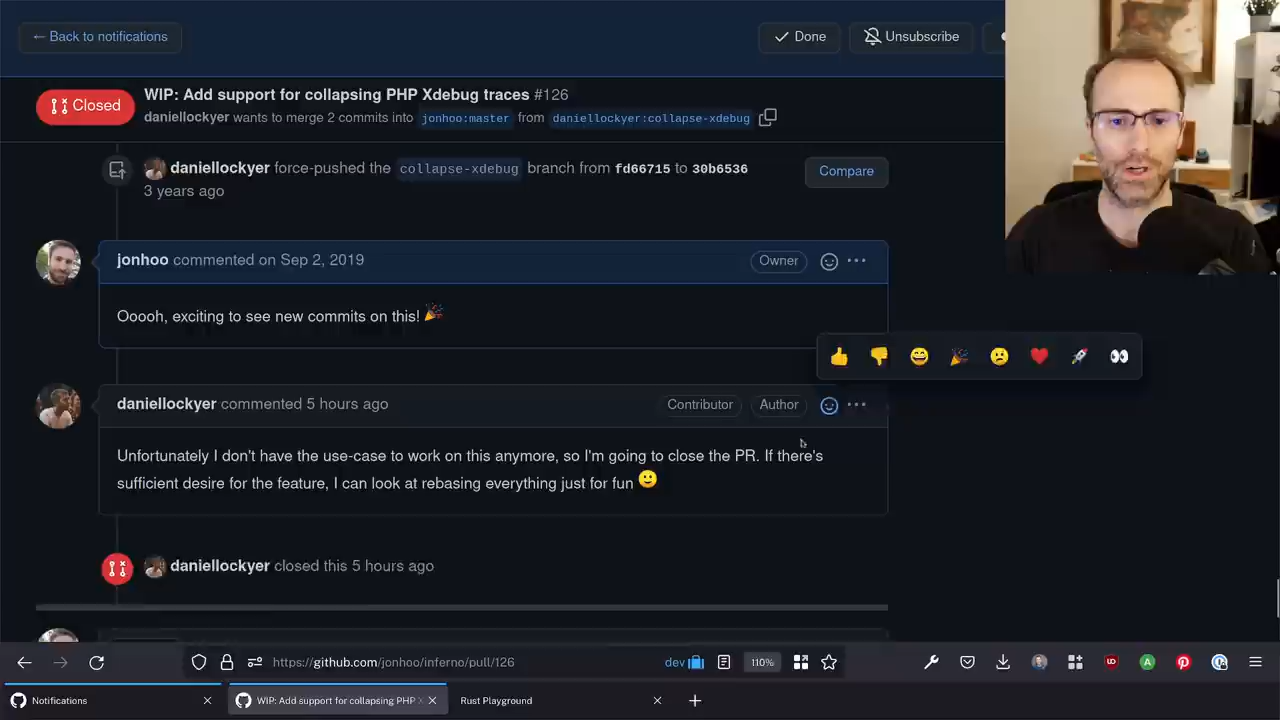 ← Back to notifications
Done
Unsubscribe
Closed
WIP: Add support for collapsing PHP Xdebug traces #126
daniellockyer wants to merge 2 commits into jonhoo:master from daniellockyer:collapse-xdebug
daniellockyer force-pushed the collapse-xdebug branch from fd66715 to 30b6536
3 years ago
Compare
jonhoo commented on Sep 2, 2019
Owner
Ooooh, exciting to see new commits on this! 🎉
daniellockyer commented 5 hours ago
Contributor
Author
Unfortunately I don't have the use-case to work on this anymore, so I'm going to close the PR. If there's
sufficient desire for the feature, I can look at rebasing everything just for fun 🙂
daniellockyer closed this 5 hours ago
https://github.com/jonhoo/inferno/pull/126
dev
110%
Notifications
WIP: Add support for collapsing PHP
Rust Playground